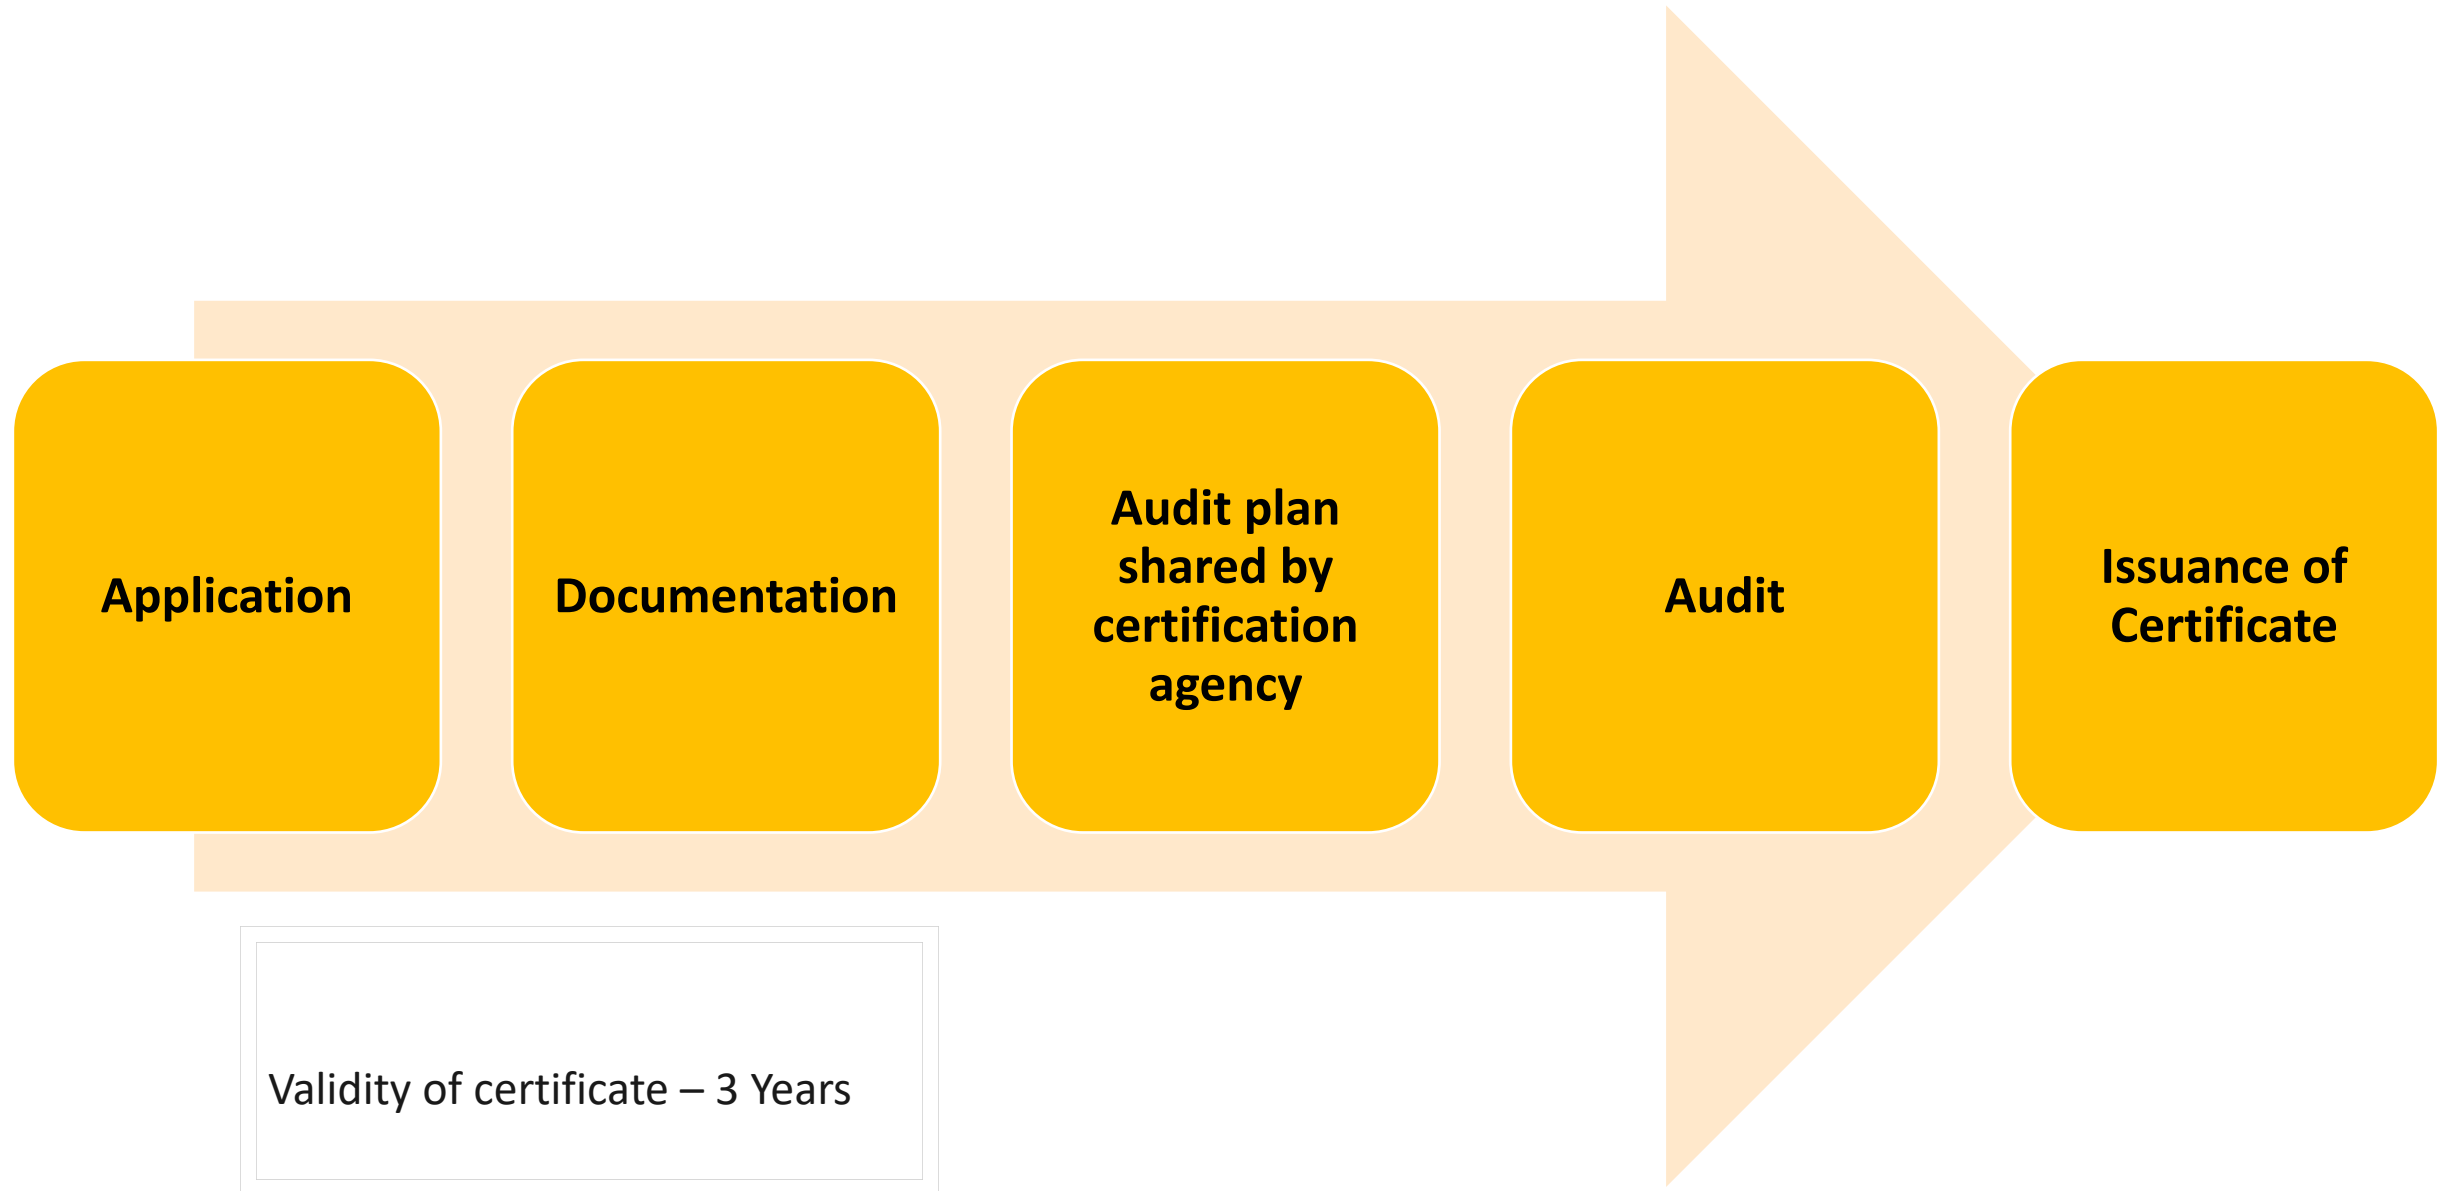 Application
Documentation
Audit plan
shared by
certification
agency
Audit
Issuance of
Certificate
Validity of certificate – 3 Years